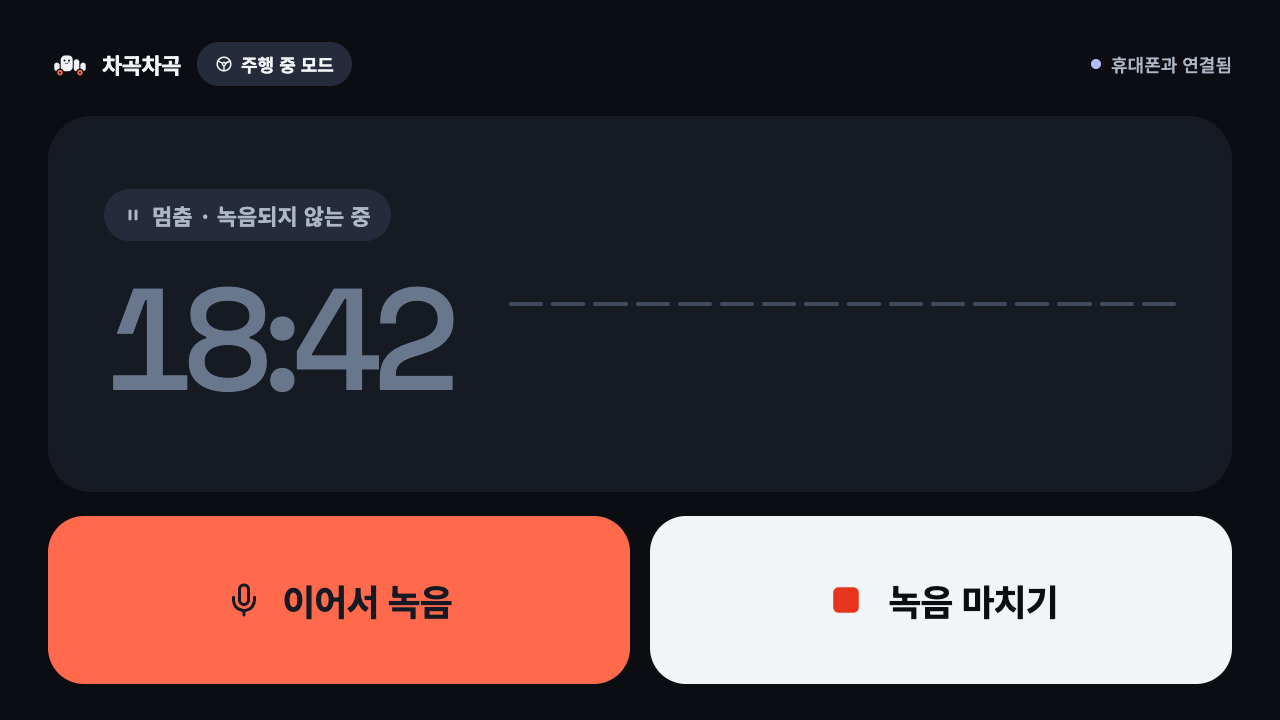 차곡차곡
주행 중 모드
휴대폰과 연결됨
멈춤 · 녹음되지 않는 중
18:42
이어서 녹음
녹음 마치기